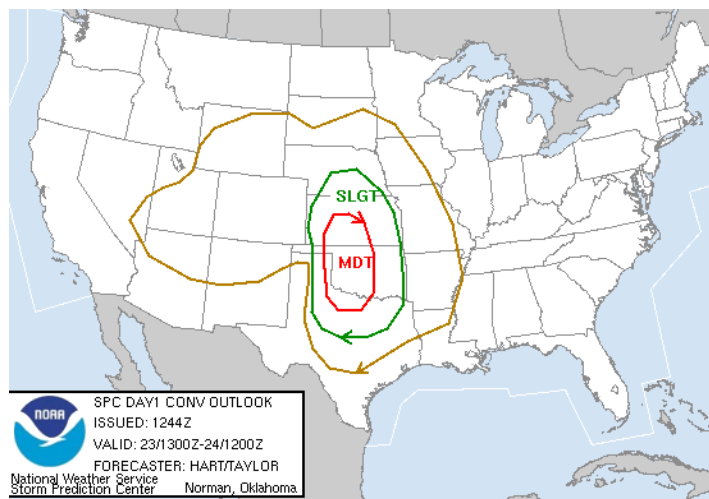 SLGT
MDT
NOAA
SPC DAY1 CONV OUTLOOK
ISSUED: 1244Z
VALID: 23/1300Z-24/1200Z
FORECASTER: HART/TAYLOR
National Weather Service
Storm Prediction Center Norman, Oklahoma